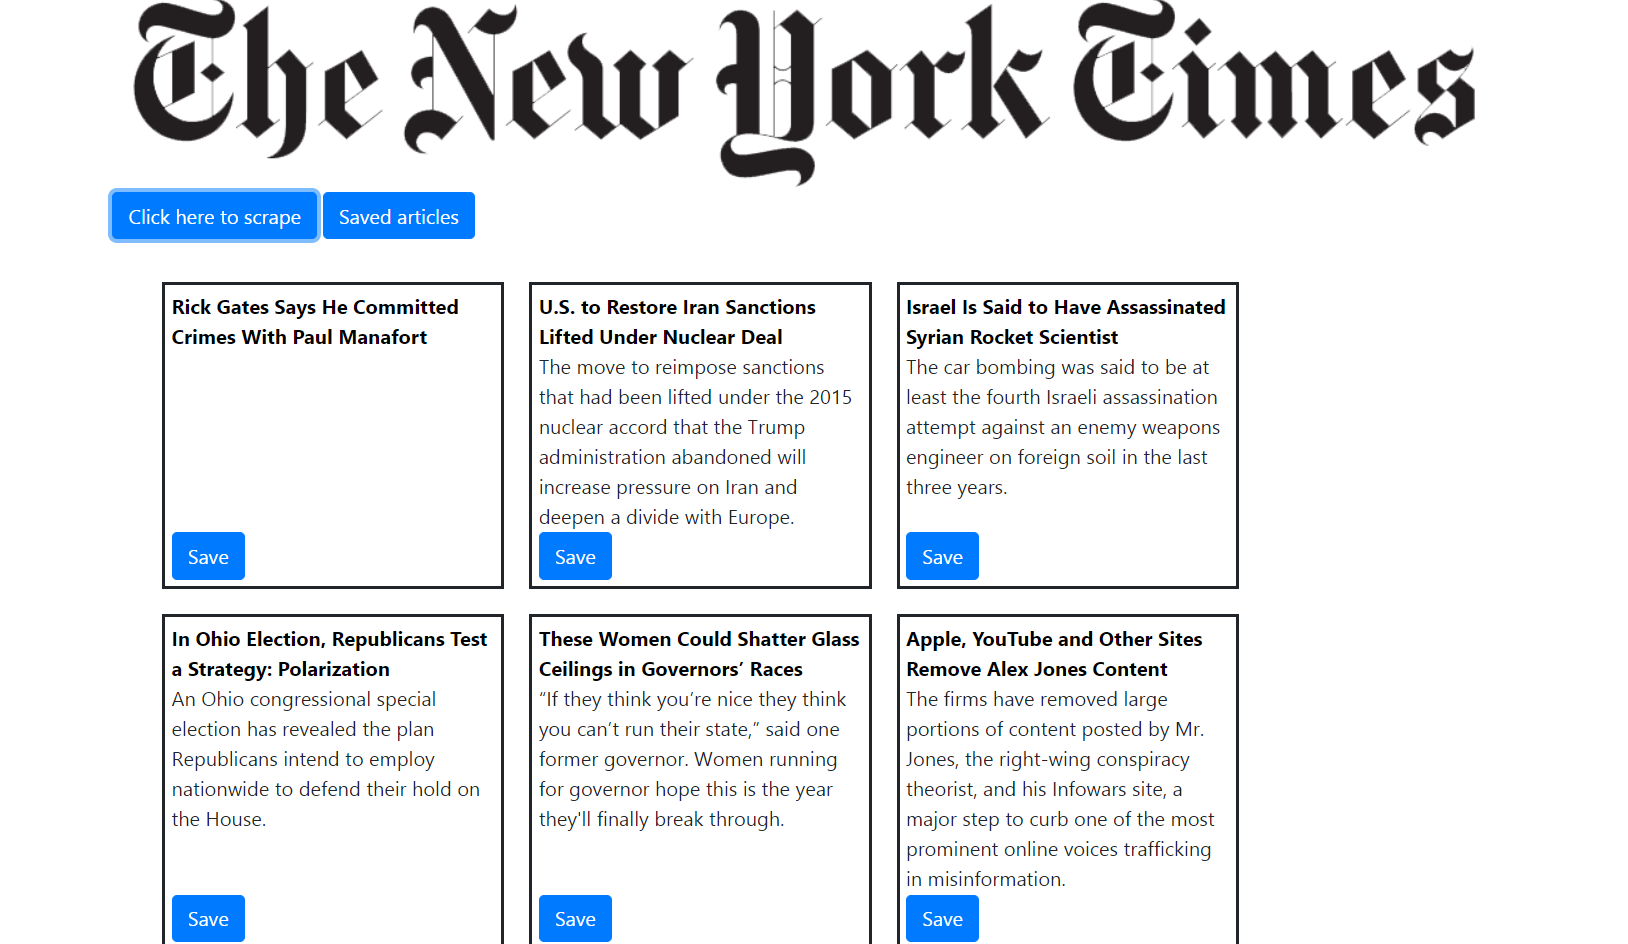 The New York Times
Click here to scrape
Saved articles
Rick Gates Says He Committed
Crimes With Paul Manafort
Save
U.S. to Restore Iran Sanctions
Lifted Under Nuclear Deal
The move to reimpose sanctions
that had been lifted under the 2015
nuclear accord that the Trump
administration abandoned will
increase pressure on Iran and
deepen a divide with Europe.
Save
Israel Is Said to Have Assassinated
Syrian Rocket Scientist
The car bombing was said to be at
least the fourth Israeli assassination
attempt against an enemy weapons
engineer on foreign soil in the last
three years.
Save
In Ohio Election, Republicans Test
a Strategy: Polarization
An Ohio congressional special
election has revealed the plan
Republicans intend to employ
nationwide to defend their hold on
the House.
Save
These Women Could Shatter Glass
Ceilings in Governors’ Races
“If they think you’re nice they think
you can’t run their state,” said one
former governor. Women running
for governor hope this is the year
they'll finally break through.
Save
Apple, YouTube and Other Sites
Remove Alex Jones Content
The firms have removed large
portions of content posted by Mr.
Jones, the right-wing conspiracy
theorist, and his Infowars site, a
major step to curb one of the most
prominent online voices trafficking
in misinformation.
Save